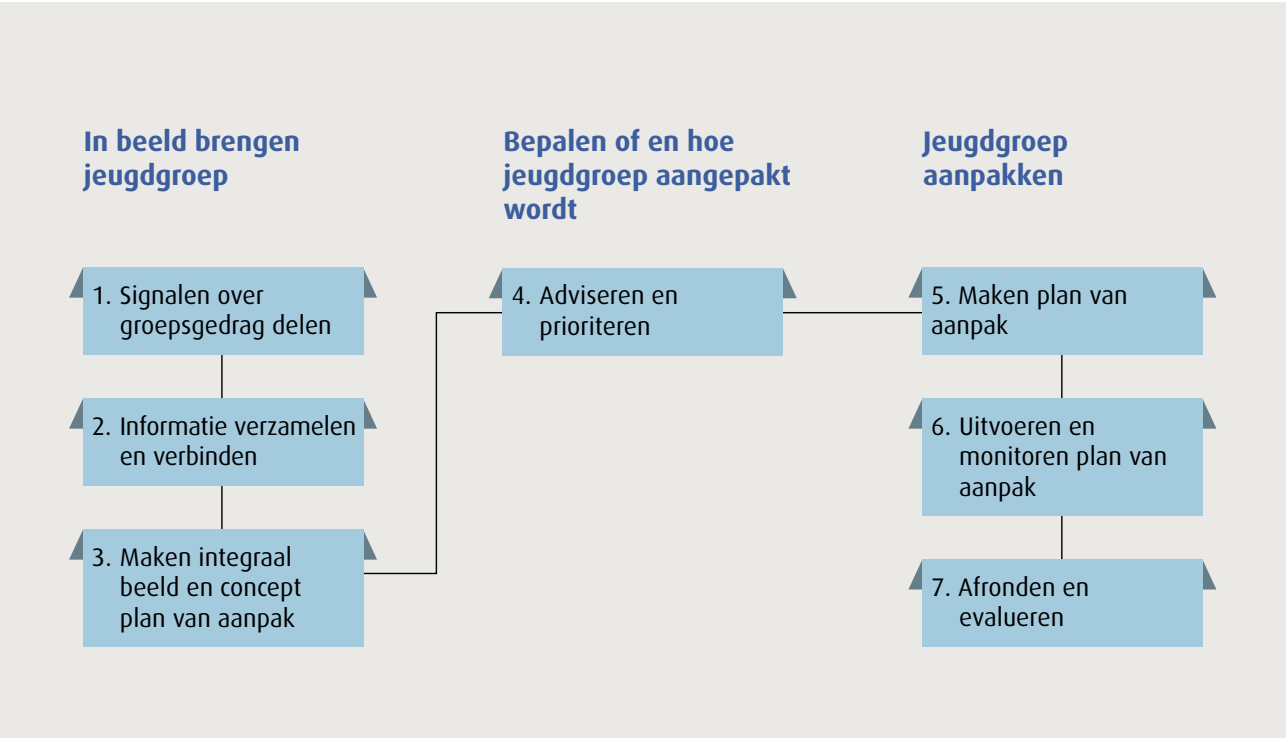 In beeld brengen
jeugdgroep
1. Signalen over
groepsgedrag delen
2. Informatie verzamelen
en verbinden
3. Maken integraal
beeld en concept
plan van aanpak
Bepalen of en hoe
jeugdgroep aangepakt
wordt
4. Adviseren en
prioriteren
Jeugdgroep
aanpakken
5. Maken plan van
aanpak
6. Uitvoeren en
monitoren plan van
aanpak
7. Afronden en
evalueren